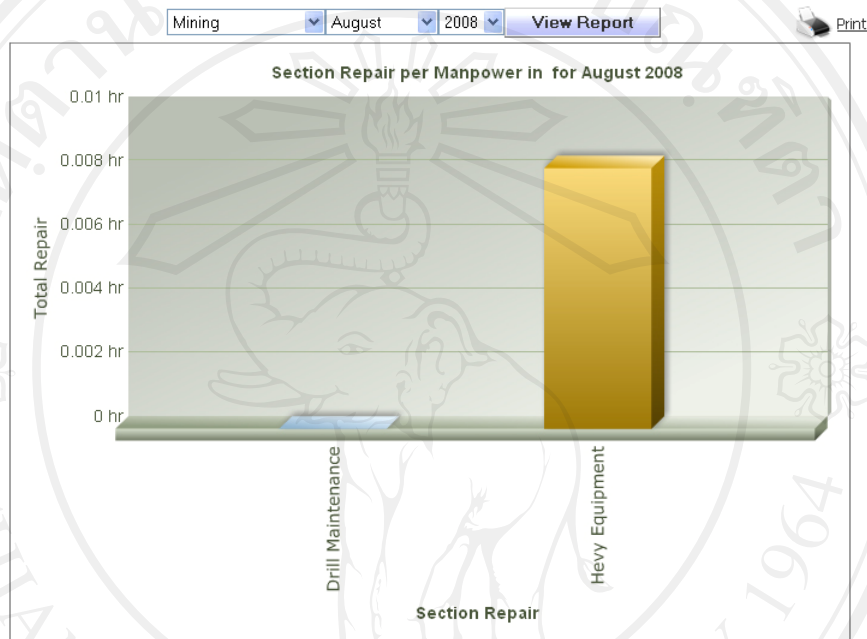 Mining August 2008 View Report Print
Section Repair per Manpower in for August 2008
0.01 hr
0.008 hr
0.006 hr
0.004 hr
0.002 hr
0 hr
Total Repair
Drill Maintenance
Hevy Equipment
Section Repair
1964